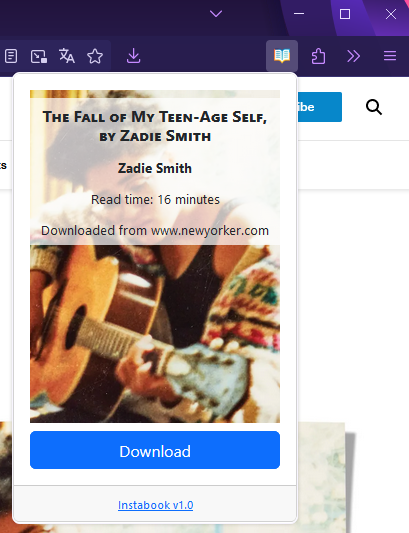 ibe
ts
The Fall of My Teen-Age Self,
by Zadie Smith
Zadie Smith
Read time: 16 minutes
Downloaded from www.newyorker.com
Download
Instabook v1.0